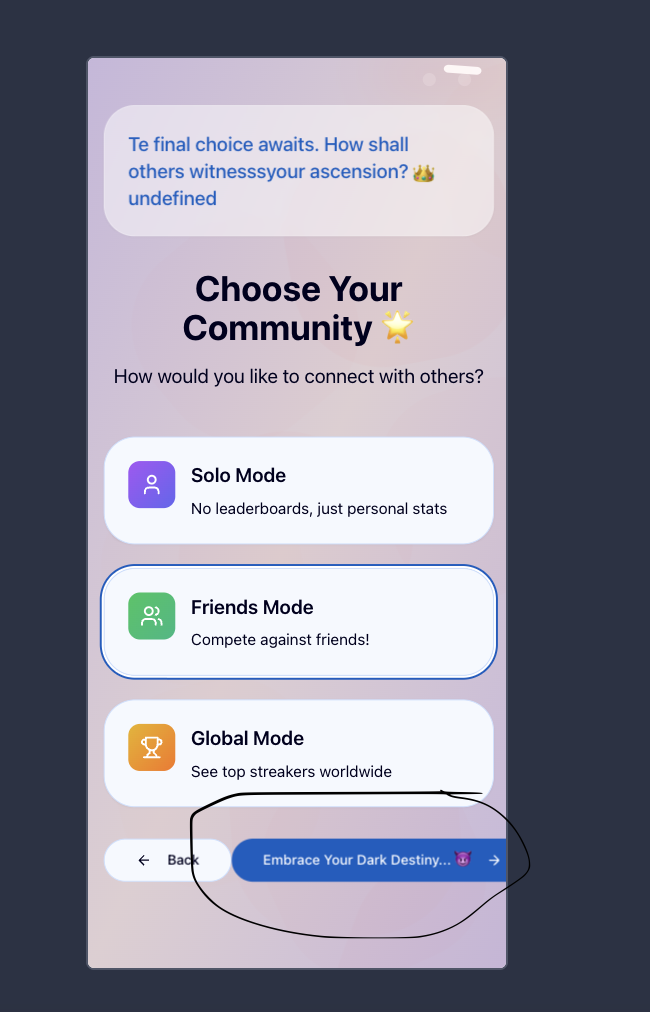 Te final choice awaits. How shall
others witnesssyour ascension? 👑
undefined
Choose Your
Community 🌟
How would you like to connect with others?
Solo Mode
No leaderboards, just personal stats
Friends Mode
Compete against friends!
Global Mode
See top streakers worldwide
← Back
Embrace Your Dark Destiny... 😈 →